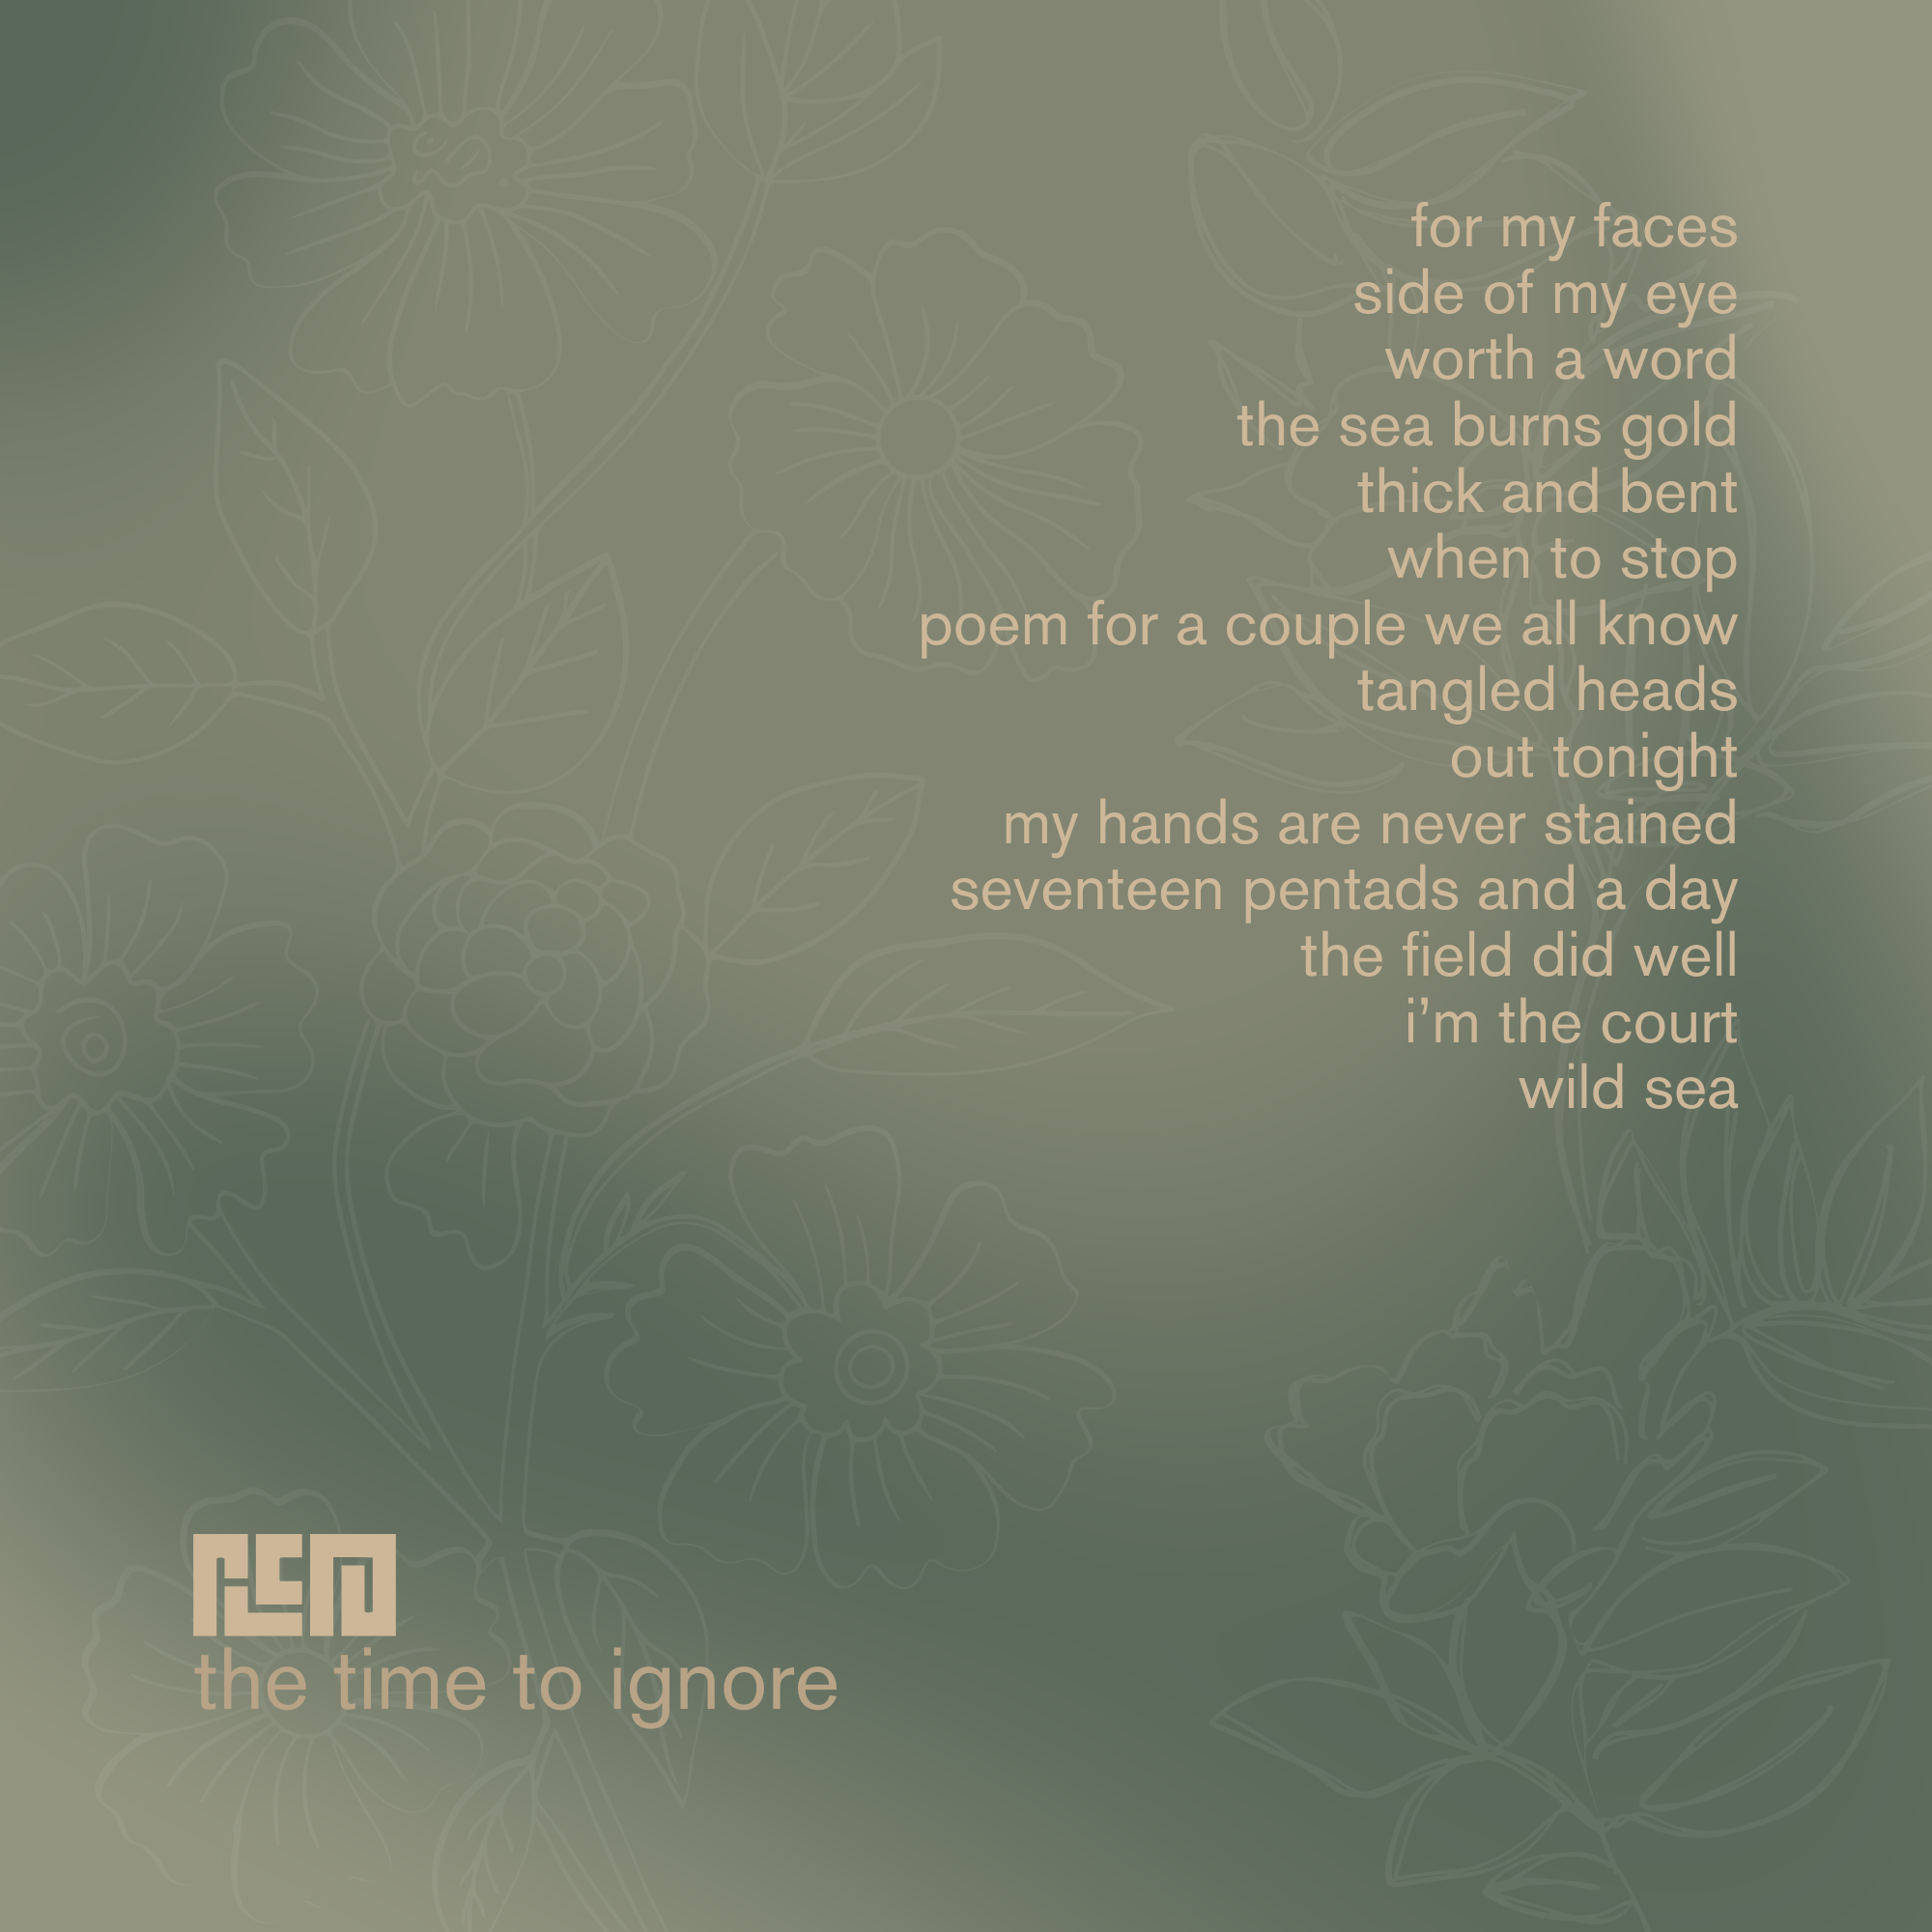 for my faces
side of my eye
worth a word
the sea burns gold
thick and bent
when to stop
poem for a couple we all know
tangled heads
out tonight
my hands are never stained
seventeen pentads and a day
the field did well
i’m the court
wild sea
the time to ignore